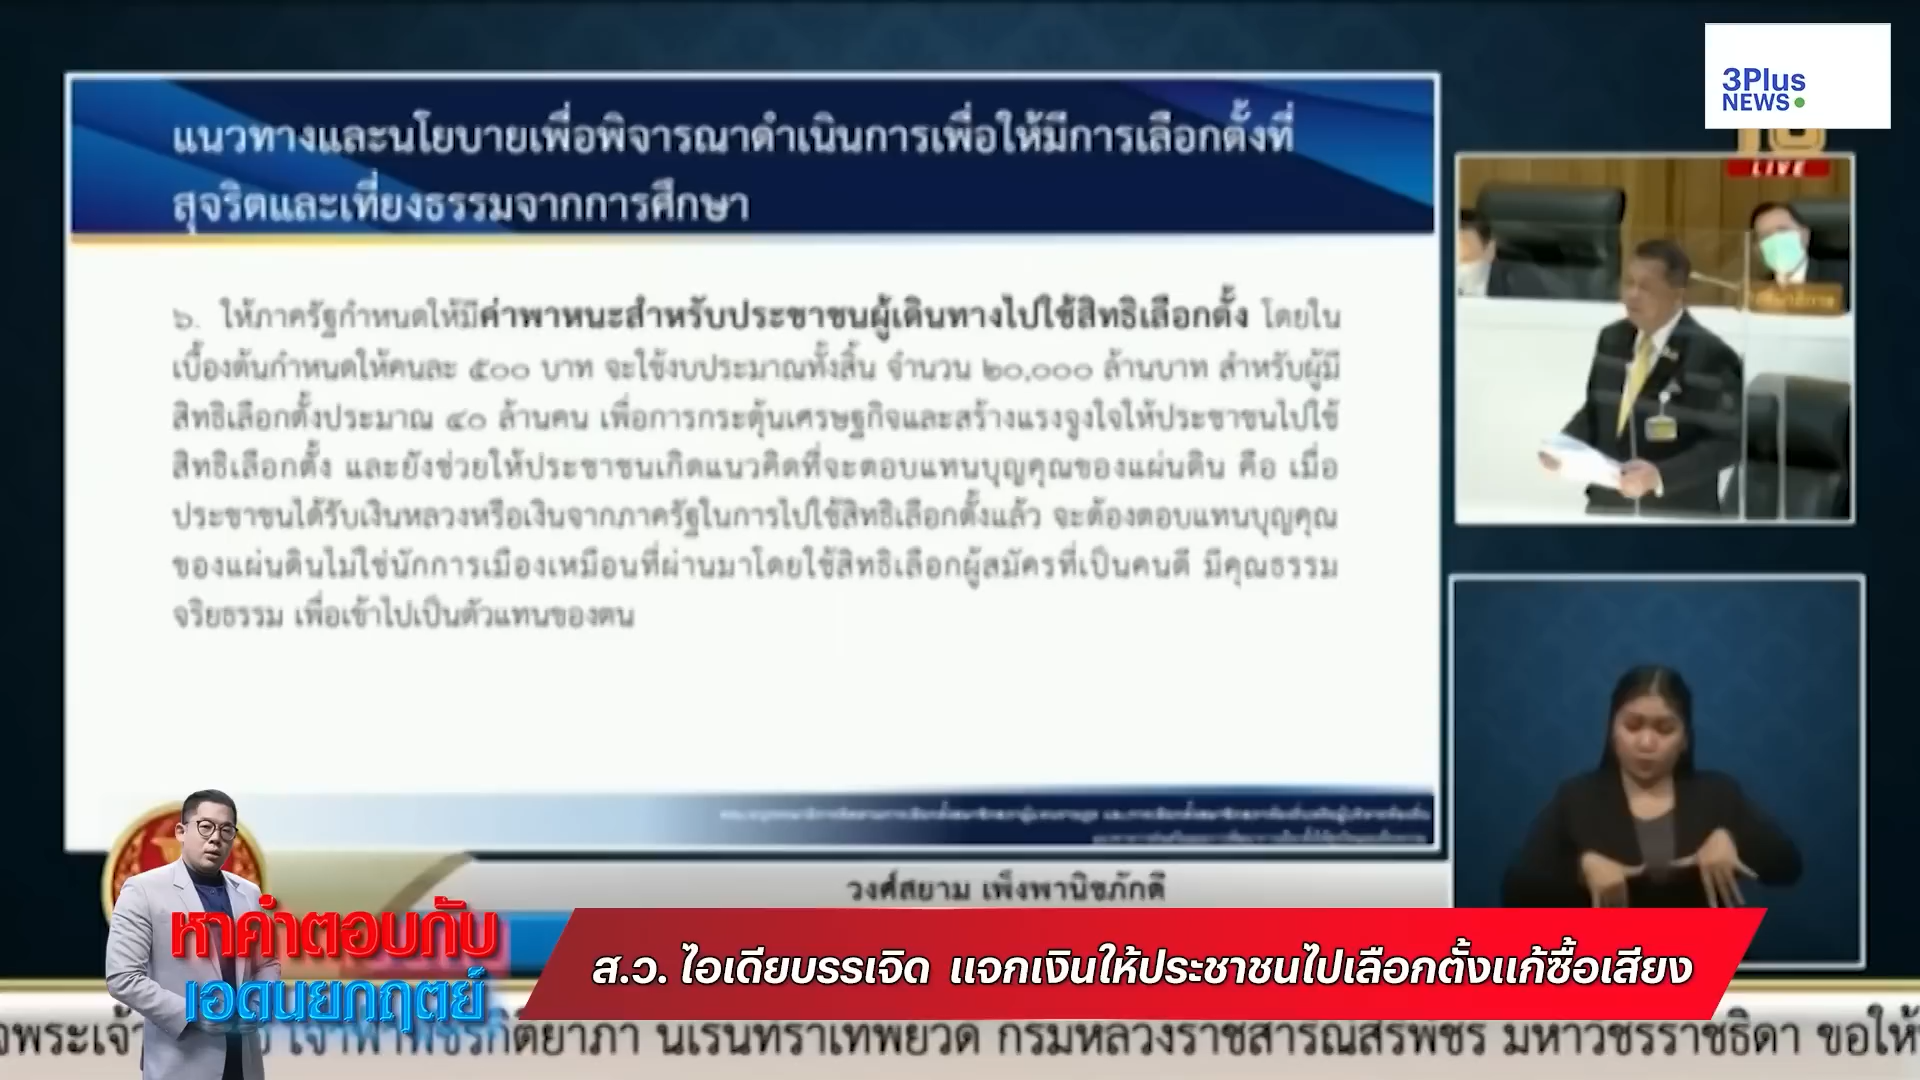 3Plus
NEWS
LIVE
แนวทางและนโยบายเพื่อพิจารณาดำเนินการเพื่อให้มีการเลือกตั้งที่
สุจริตและเที่ยงธรรมจากการศึกษา
๖. ให้ภาครัฐกำหนดให้มีค่าพาหนะสำหรับประชาชนผู้เดินทางไปใช้สิทธิเลือกตั้ง โดยใน
เบื้องต้นกำหนดให้คนละ ๕๐๐ บาท จะใช้งบประมาณทั้งสิ้น จำนวน ๒๐,๐๐๐ ล้านบาท สำหรับผู้มี
สิทธิเลือกตั้งประมาณ ๔๐ ล้านคน เพื่อการกระตุ้นเศรษฐกิจและสร้างแรงจูงใจให้ประชาชนไปใช้
สิทธิเลือกตั้ง และยังช่วยให้ประชาชนเกิดแนวคิดที่จะตอบแทนบุญคุณของแผ่นดิน คือ เมื่อ
ประชาชนได้รับเงินหลวงหรือเงินจากภาครัฐในการไปใช้สิทธิเลือกตั้งแล้ว จะต้องตอบแทนบุญคุณ
ของแผ่นดินไม่ใช่นักการเมืองเหมือนที่ผ่านมาโดยใช้สิทธิเลือกผู้สมัครที่เป็นคนดี มีคุณธรรม
จริยธรรม เพื่อเข้าไปเป็นตัวแทนของตน
วงศ์สยาม เพ็งพานิชภักดี
หาคำตอบกับ
เอดนยกฤตย์
ส.ว. ไอเดียบรรเจิด แจกเงินให้ประชาชนไปเลือกตั้งแก้ซื้อเสียง
เจ้าฟ้าพัชรกิติยาภา นเรนทิราเทพยวดี กรมหลวงราชสาริณีสิริพัชร มหาวัชรราชธิดา ขอให้